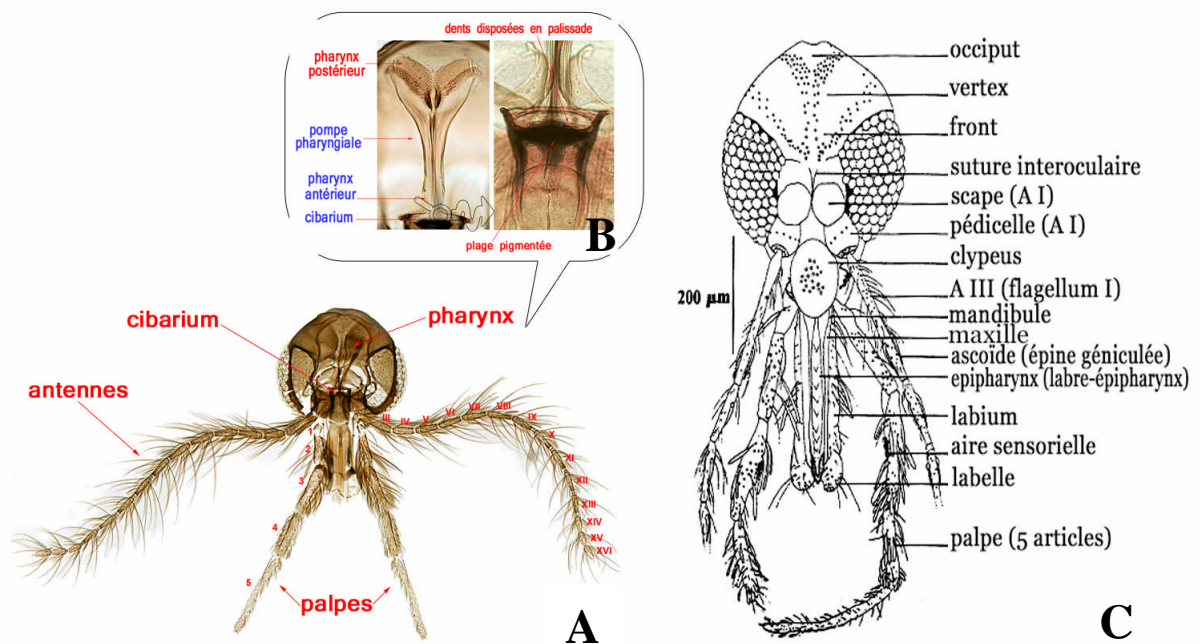 dents disposées en palissade
pharynx
postérieur
pompe
pharyngiale
pharynx
antérieur
cibarium
plage pigmentée
B
cibarium
pharynx
antennes
1
2
3
4
5
III
IV
V
VI
VII
VIII
IX
X
XI
XII
XIII
XIV
XV
XVI
palpes
A
occiput
vertex
front
suture interoculaire
scape (A I)
pédicelle (A I)
clypeus
A III (flagellum I)
mandibule
maxille
ascoïde (épine géniculée)
epipharynx (labre-épipharynx)
labium
aire sensorielle
labelle
palpe (5 articles)
200 µm
C